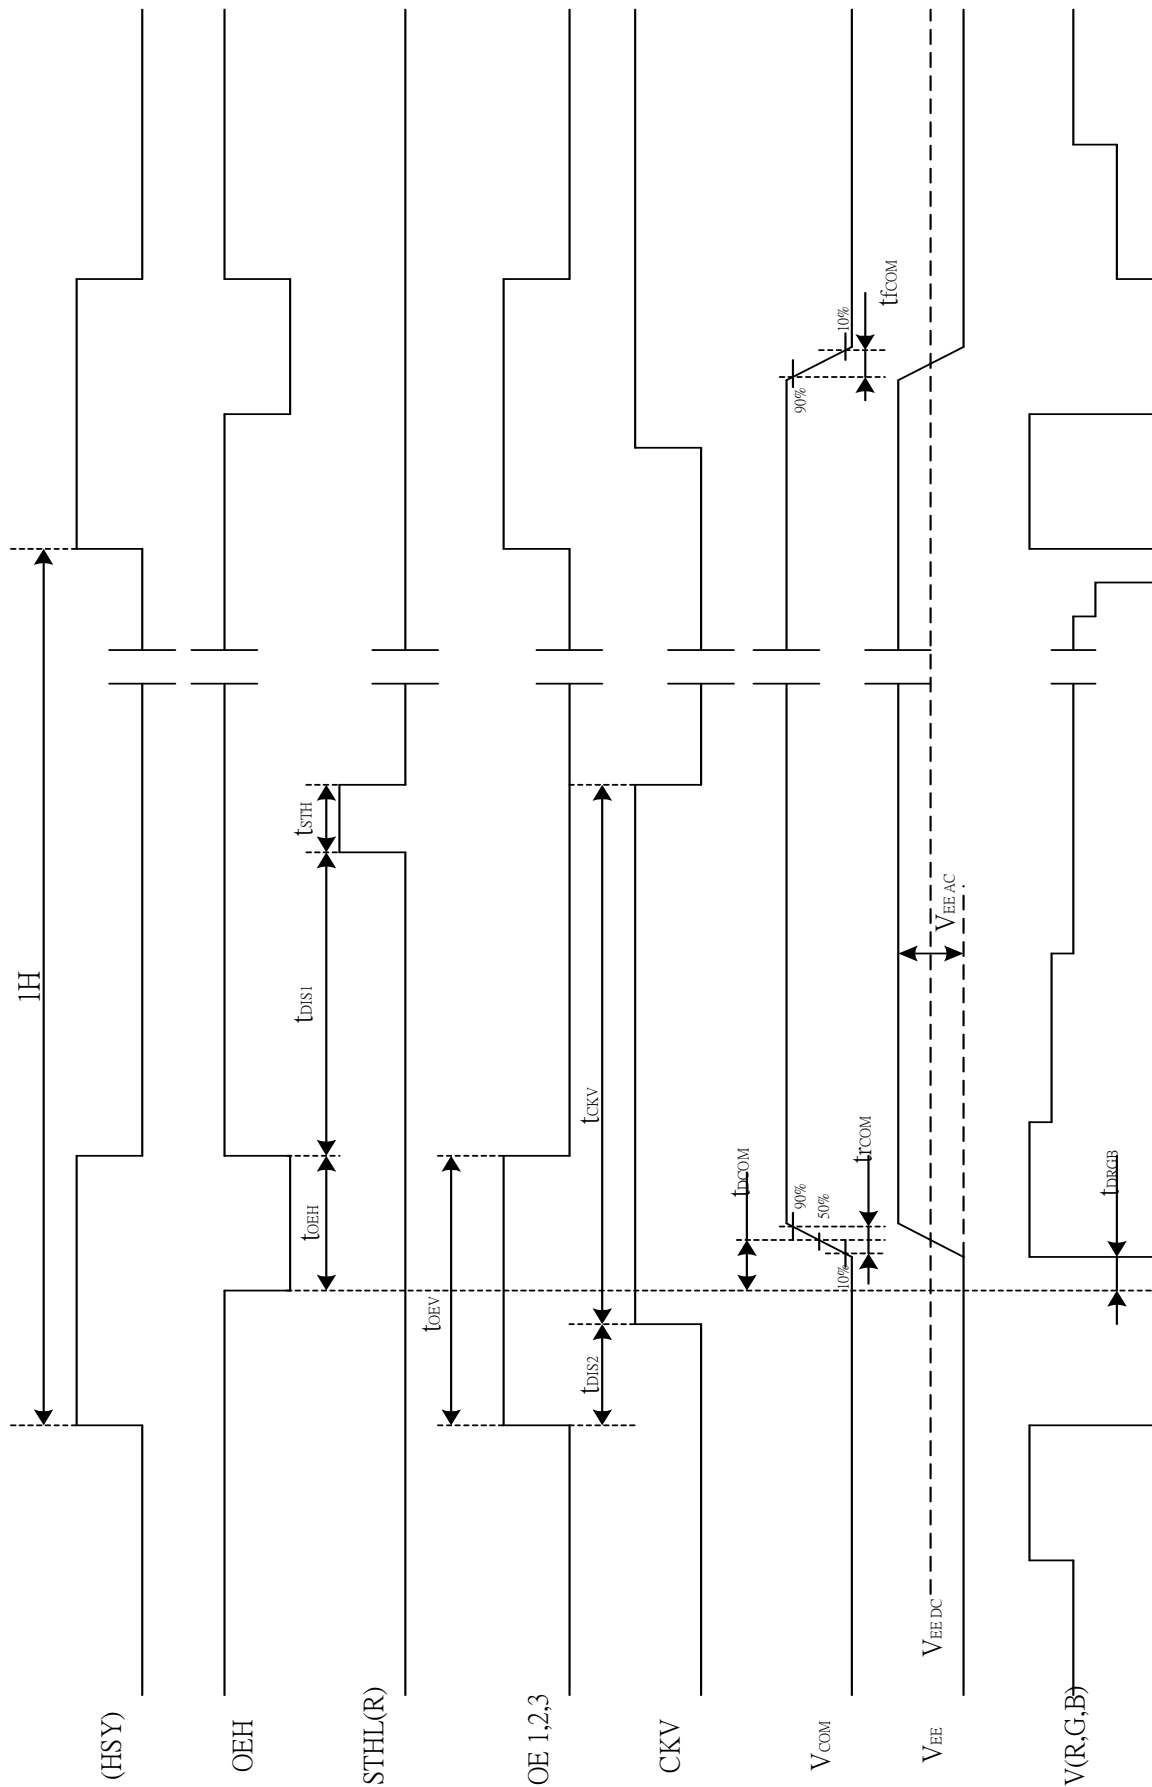 1H
(HSY)
OEH
tOEH
tDIS1
tSTH
STHL(R)
tOEV
OE 1,2,3
tDIS2
tCKV
CKV
tDCOM
90%
50%
10%
trCOM
90%
10%
tfCOM
VCOM
VEE DC
VEE AC
VEE
tDRGB
V(R,G,B)